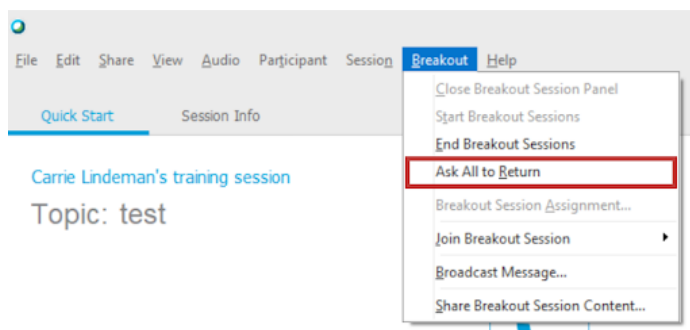 File Edit Share View Audio Participant Session Breakout Help
Quick Start Session Info
Carrie Lindeman's training session
Topic: test
Close Breakout Session Panel
Start Breakout Sessions
End Breakout Sessions
Ask All to Return
Breakout Session Assignment...
Join Breakout Session
Broadcast Message...
Share Breakout Session Content...